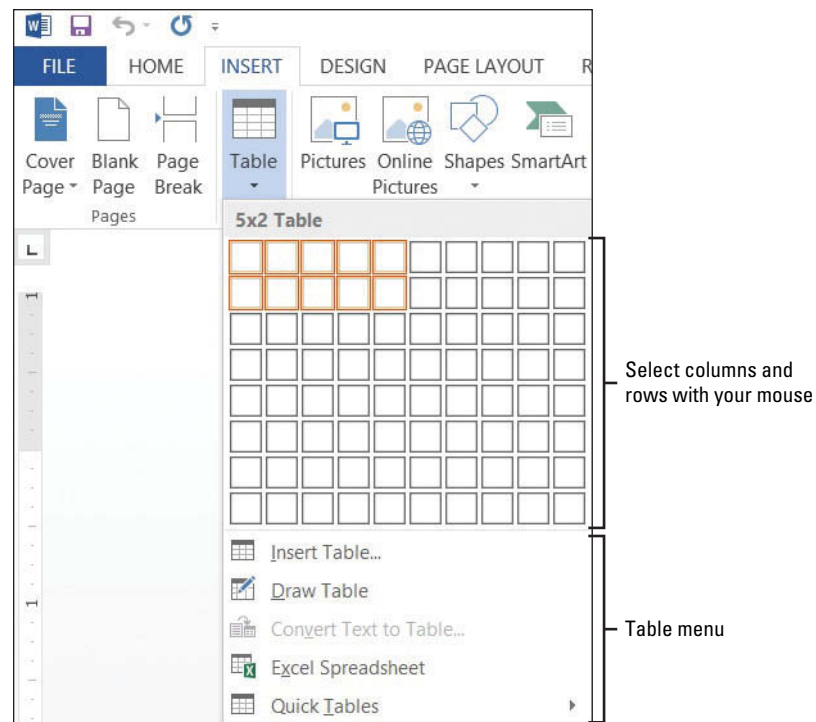 FILE HOME INSERT DESIGN PAGE LAYOUT R
Cover Page
Blank Page
Page Break
Table
Pictures
Online Pictures
Shapes
SmartArt
Pages
5x2 Table
L
1
Select columns and
rows with your mouse
Insert Table...
Draw Table
1
Convert Text to Table...
Table menu
Excel Spreadsheet
Quick Tables